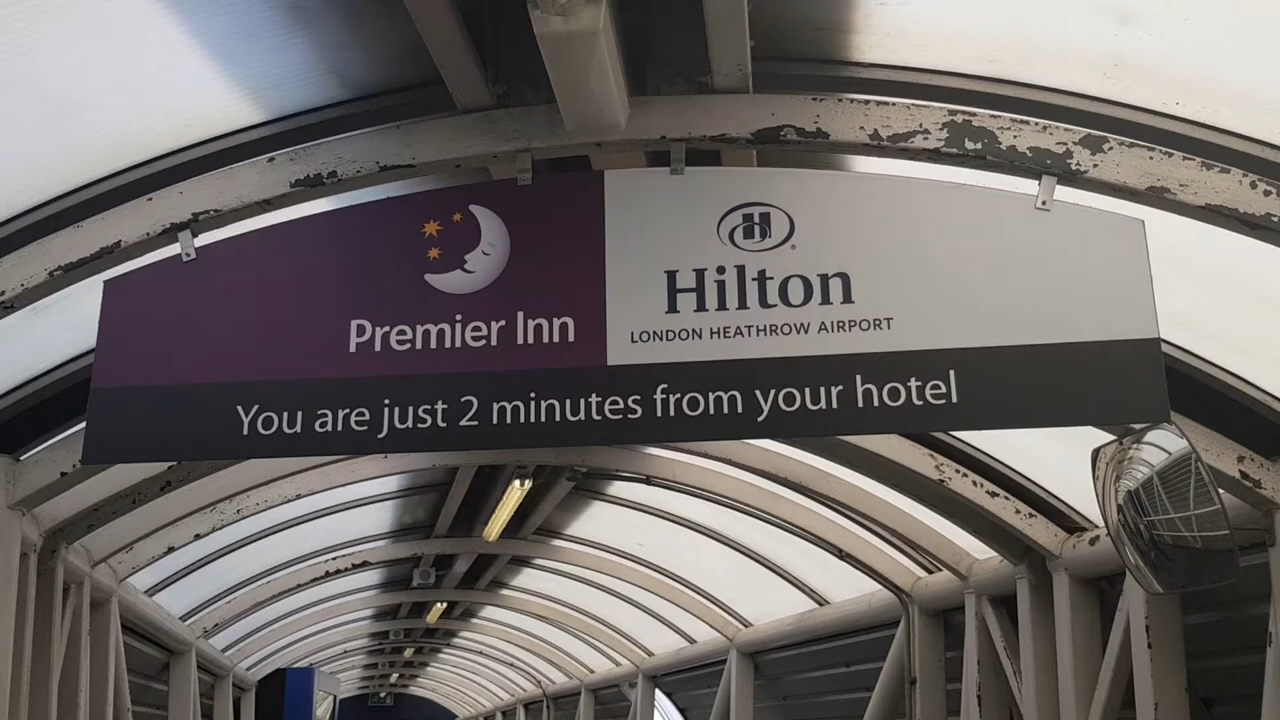 Premier Inn
H
Hilton
LONDON HEATHROW AIRPORT
You are just 2 minutes from your hotel